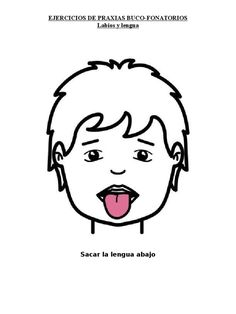 EJERCICIOS DE PRAXIAS BUCO-FONATORIOS
Labios y lengua
Sacar la lengua abajo